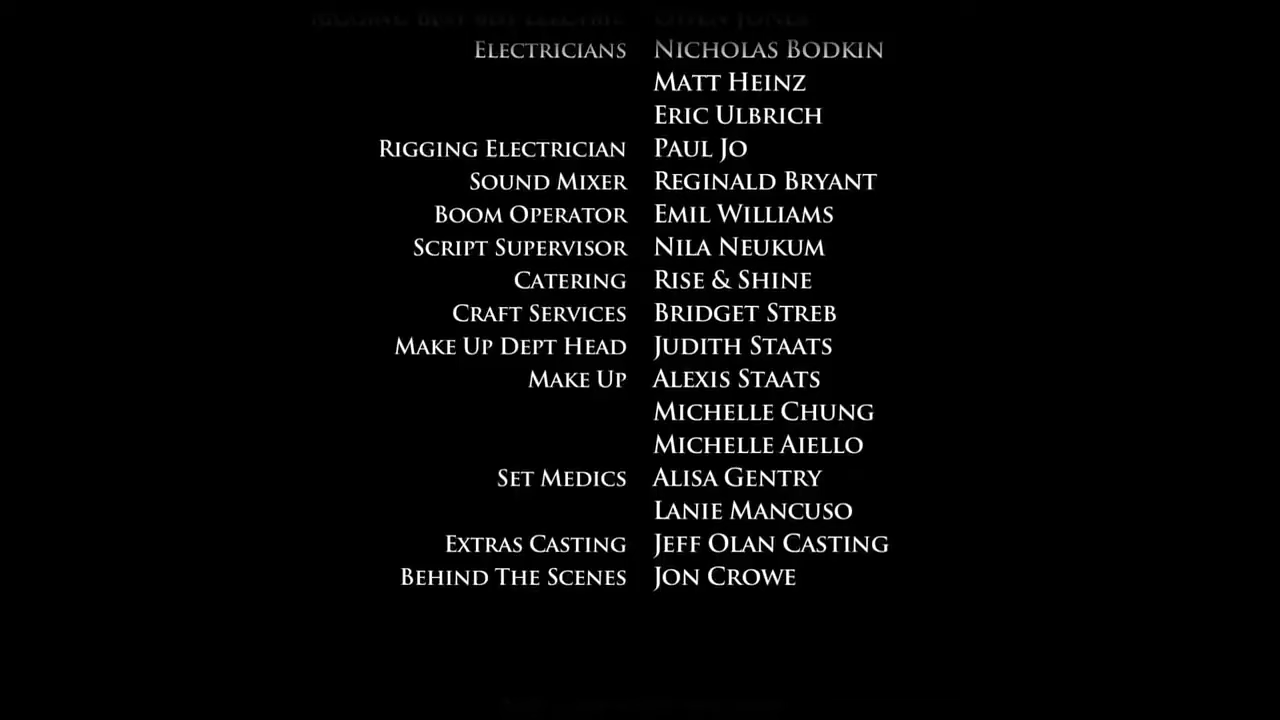 Electricians Nicholas Bodkin
Matt Heinz
Eric Ulbrich
Rigging Electrician Paul Jo
Sound Mixer Reginald Bryant
Boom Operator Emil Williams
Script Supervisor Nila Neukum
Catering Rise & Shine
Craft Services Bridget Streb
Make Up Dept Head Judith Staats
Make Up Alexis Staats
Michelle Chung
Michelle Aiello
Set Medics Alisa Gentry
Lanie Mancuso
Extras Casting Jeff Olan Casting
Behind The Scenes Jon Crowe